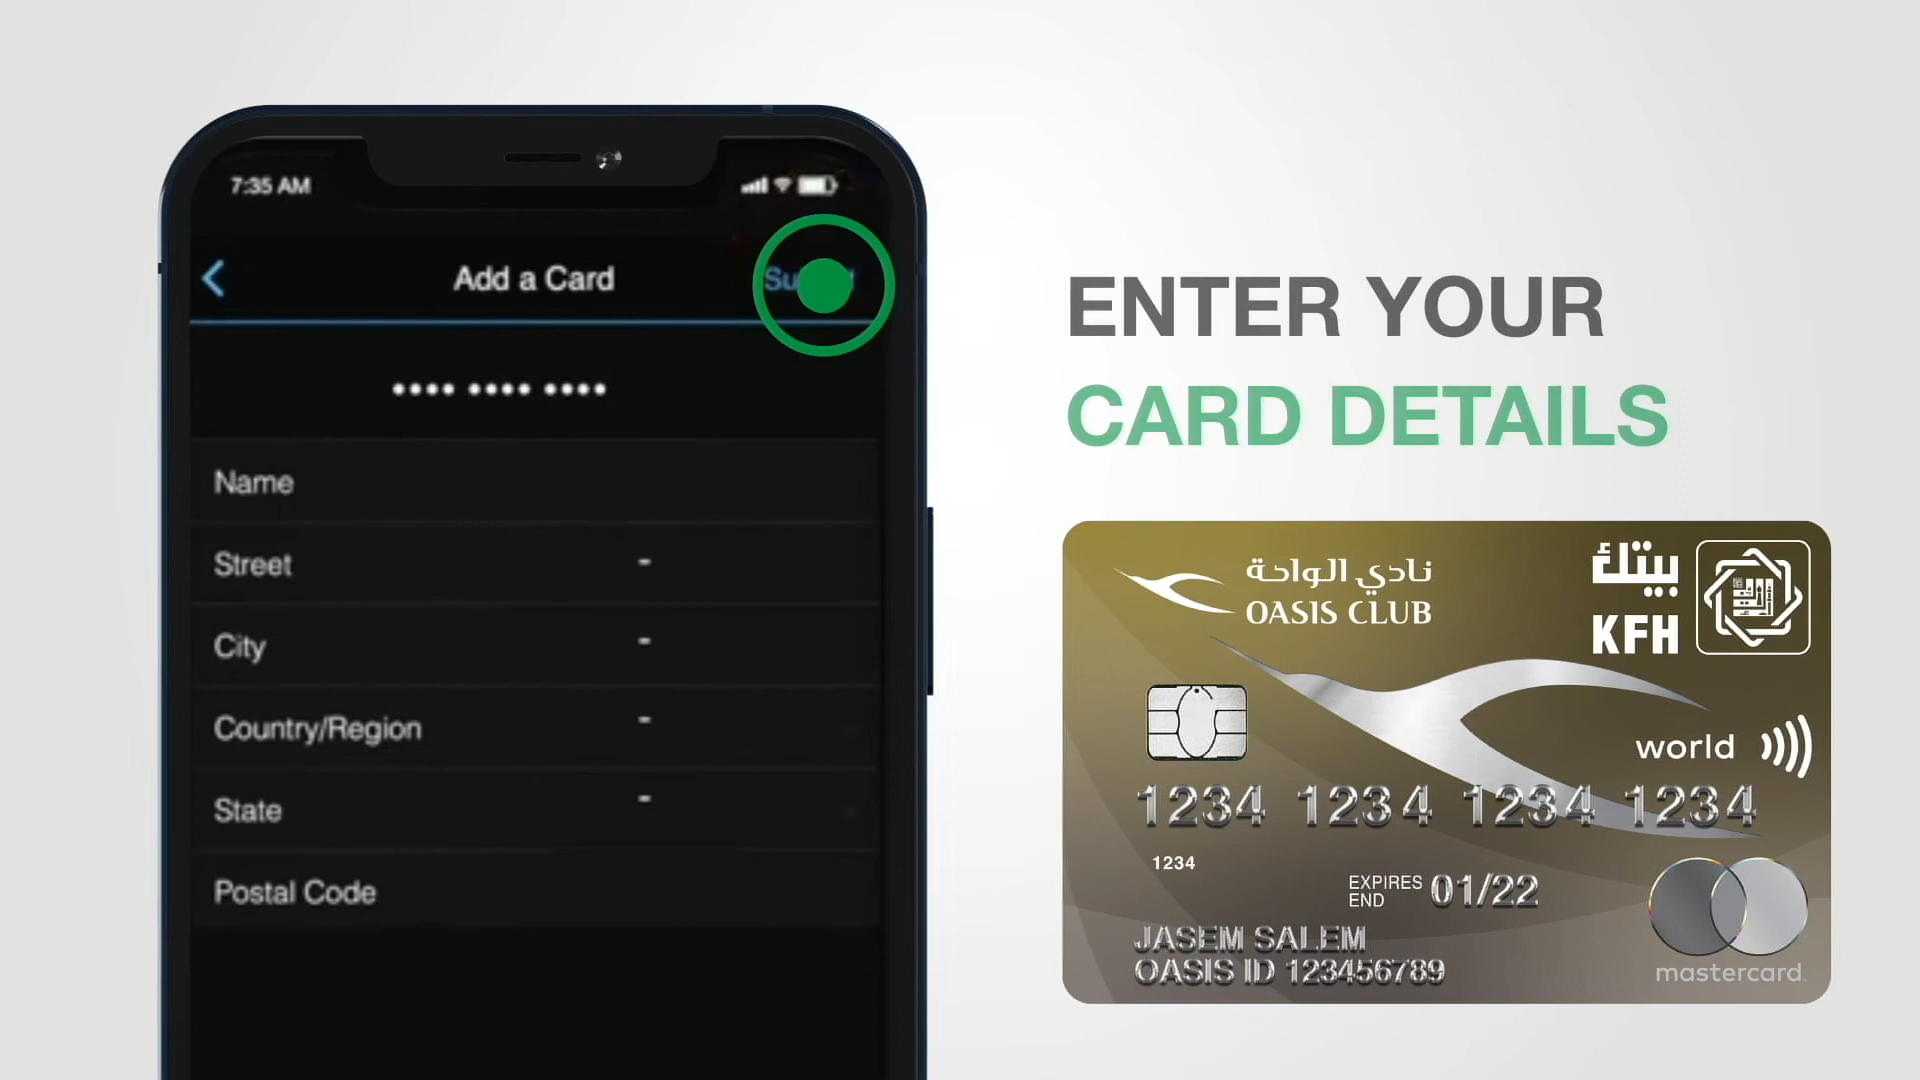 7:35 AM
Add a Card
•••• •••• ••••
Name
Street -
City -
Country/Region -
State -
Postal Code
ENTER YOUR
CARD DETAILS
نادي الواحة
OASIS CLUB
بيتك
KFH
world
1234 1234 1234 1234
1234
EXPIRES
END 01/22
JASEM SALEM
OASIS ID 123456789
mastercard.